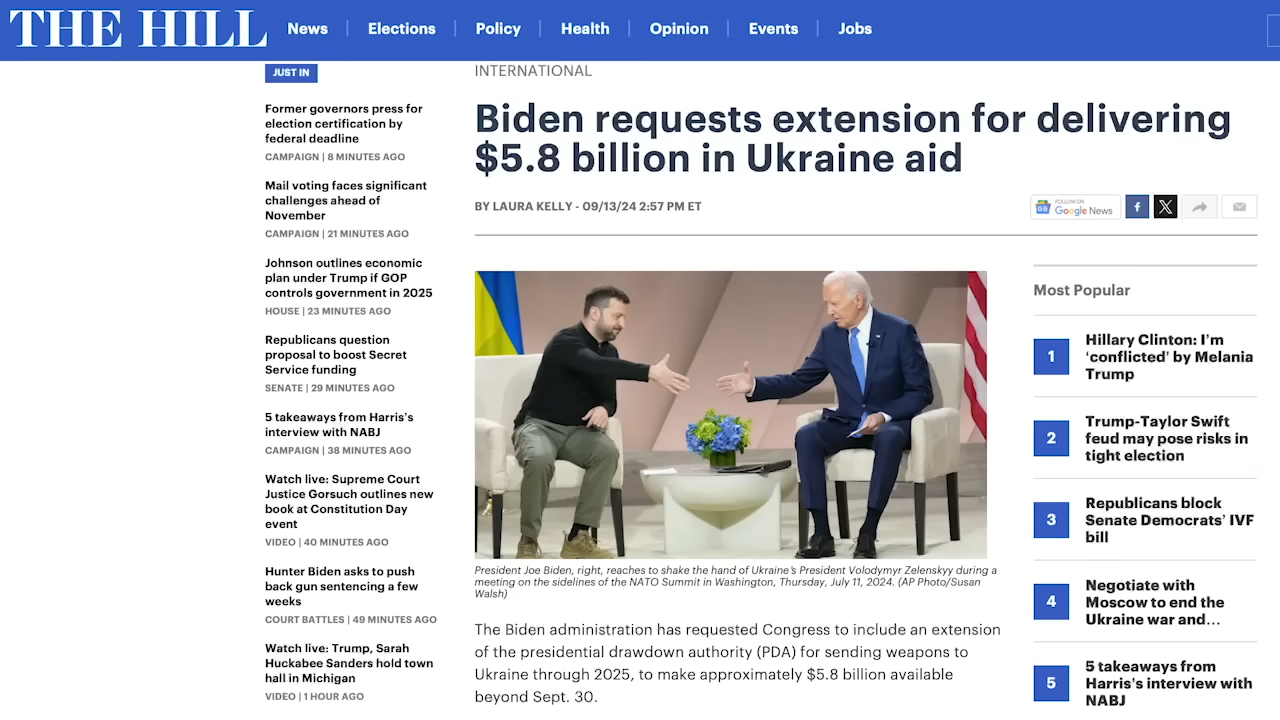 THE HILL
News
Elections
Policy
Health
Opinion
Events
Jobs
JUST IN
Former governors press for
election certification by
federal deadline
CAMPAIGN | 8 MINUTES AGO
Mail voting faces significant
challenges ahead of
November
CAMPAIGN | 21 MINUTES AGO
Johnson outlines economic
plan under Trump if GOP
controls government in 2025
HOUSE | 23 MINUTES AGO
Republicans question
proposal to boost Secret
Service funding
SENATE | 29 MINUTES AGO
5 takeaways from Harris's
interview with NABJ
CAMPAIGN | 38 MINUTES AGO
Watch live: Supreme Court
Justice Gorsuch outlines new
book at Constitution Day
event
VIDEO | 40 MINUTES AGO
Hunter Biden asks to push
back gun sentencing a few
weeks
COURT BATTLES | 49 MINUTES AGO
Watch live: Trump, Sarah
Huckabee Sanders hold town
hall in Michigan
VIDEO | 1 HOUR AGO
INTERNATIONAL
Biden requests extension for delivering
$5.8 billion in Ukraine aid
BY LAURA KELLY - 09/13/24 2:57 PM ET
FOLLOW ON
Google News
President Joe Biden, right, reaches to shake the hand of Ukraine's President Volodymyr Zelenskyy during a
meeting on the sidelines of the NATO Summit in Washington, Thursday, July 11, 2024. (AP Photo/Susan
Walsh)
The Biden administration has requested Congress to include an extension
of the presidential drawdown authority (PDA) for sending weapons to
Ukraine through 2025, to make approximately $5.8 billion available
beyond Sept. 30.
Most Popular
1
Hillary Clinton: I'm
'conflicted' by Melania
Trump
2
Trump-Taylor Swift
feud may pose risks in
tight election
3
Republicans block
Senate Democrats' IVF
bill
4
Negotiate with
Moscow to end the
Ukraine war and...
5
5 takeaways from
Harris's interview with
NABJ